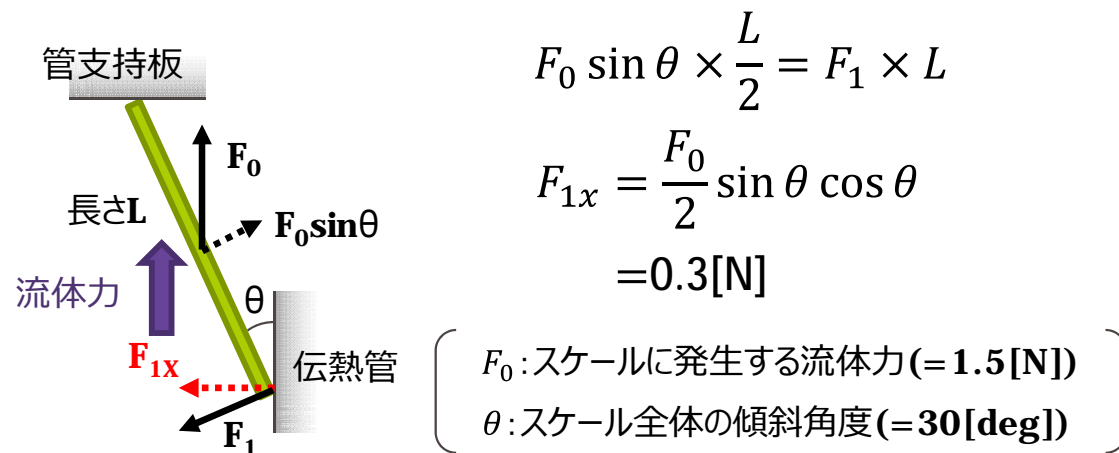 管支持板
F₀
長さL
F₀sinθ
流体力
θ
F₁ₓ
伝熱管
F₁
F₀ sin θ × L/2 = F₁ × L
F₁ₓ = F₀/2 sin θ cos θ
=0.3[N]
F₀:スケールに発生する流体力(=1.5[N])
θ:スケール全体の傾斜角度(=30[deg])